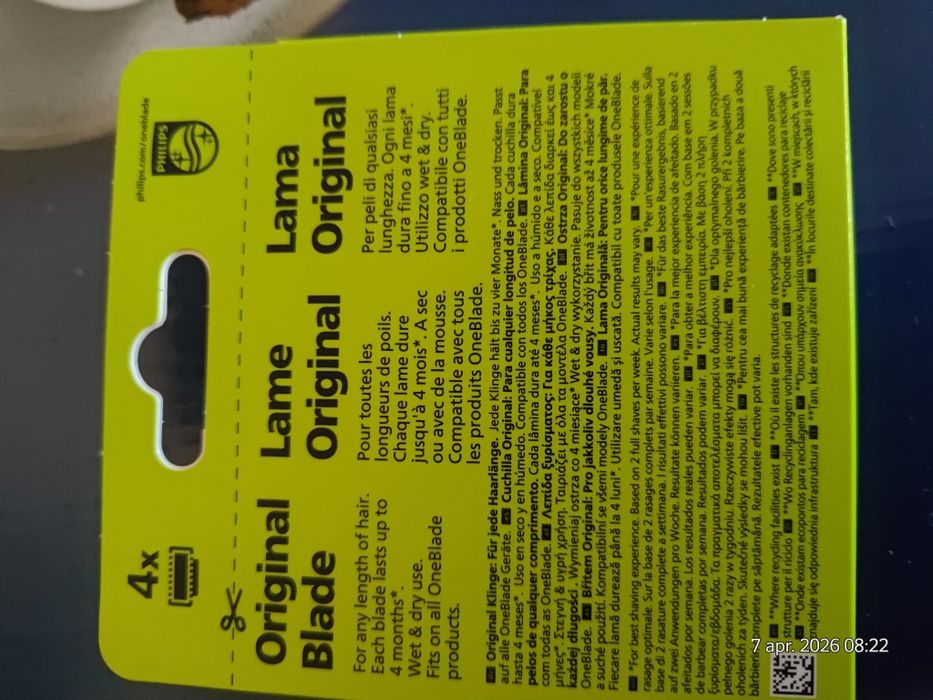 philips.com/oneblade
PHILIPS
4x
Original
Blade
For any length of hair.
Each blade lasts up to
4 months*.
Wet & dry use.
Fits on all OneBlade
products.
Lame
Original
Pour toutes les
longueurs de poils.
Chaque lame dure
jusqu'à 4 mois*. A sec
ou avec de la mousse.
Compatible avec tous
les produits OneBlade.
Lama
Original
Per peli di qualsiasi
lunghezza. Ogni lama
dura fino a 4 mesi*.
Utilizzo wet & dry.
Compatibile con tutti
i prodotti OneBlade.
Original Klinge: Für jede Haarlänge. Jede Klinge hält bis zu vier Monate*. Nass und trocken. Passt
auf alle OneBlade Geräte. Cuchilla Original: Para cualquier longitud de pelo. Cada cuchilla dura
hasta 4 meses*. Uso en seco y en húmedo. Compatible con todos los OneBlade. Lâmina Original: Para
pelos de qualquer comprimento. Cada lâmina dura até 4 meses*. Uso a húmido e a seco. Compatível
com todas as OneBlade. Λεπίδα ξυρίσματος: Για κάθε μήκος τρίχας. Κάθε λεπίδα διαρκεί έως και 4
μήνες* Στεγνή & υγρή χρήση. Ταιριάζει με όλα τα μοντέλα OneBlade. Ostrza Original: Do zarostu o
każdej długości. Wymieniaj ostrza co 4 miesiące* Wet & dry wykorzystanie. Pasuje do wszystkich modeli
OneBlade. Břitem Original: Pro jakkoliv dlouhé vousy. Každý břit má životnost až 4 měsíce* Mokré
a suché použití. Kompatibilní se všemi modely OneBlade. Lama Originală: Pentru orice lungime de păr.
Fiecare lamă durează până la 4 luni*. Utilizare umedă și uscată. Compatibil cu toate produsele OneBlade.
*For best shaving experience. Based on 2 full shaves per week. Actual results may vary. *Pour une expérience de
rasage optimale. Sur la base de 2 rasages complets par semaine. Varie selon l'usage. *Per un'esperienza ottimale. Sulla
base di 2 rasature complete a settimana. I risultati effettivi possono variare. *Für das beste Rasurergebnis, basierend
auf zwei Anwendungen pro Woche. Resultate können variieren. *Para la mejor experiencia de afeitado. Basado en 2
afeitados por semana. Los resultados reales pueden variar. *Para obter a melhor experiência. Com base em 2 sessões
de barbear completas por semana. Resultados podem variar. *Για βέλτιστη εμπειρία. Με βάση 2 πλήρη
ξυρίσματα/εβδομάδα. Τα πραγματικά αποτελέσματα μπορεί να διαφέρουν. *Dla optymalnego golenia. W przypadku
pełnego golenia 2 razy w tygodniu. Rzeczywiste efekty mogą się różnić. *Pro nejlepší oholení. Při 2 kompletních
holeních za týden. Skutečné výsledky se mohou lišit. *Pentru cea mai bună experiență de bărbierire. Pe baza a două
bărbieriri complete pe săptămână. Rezultatele efective pot varia.
**Where recycling facilities exist **Où il existe les structures de recyclage adaptées **Dove sono presenti
strutture per il riciclo **Wo Recyclinganlagen vorhanden sind **Donde existan contenedores para reciclaje
**Onde existam ecopontos para reciclagem **Όπου υπάρχουν σημεία ανακύκλωσης **W miejscach, w których
znajduje się odpowiednia infrastruktura **Tam, kde existuje zařízení **În locurile destinate colectării și reciclării
7 apr. 2026 08:22